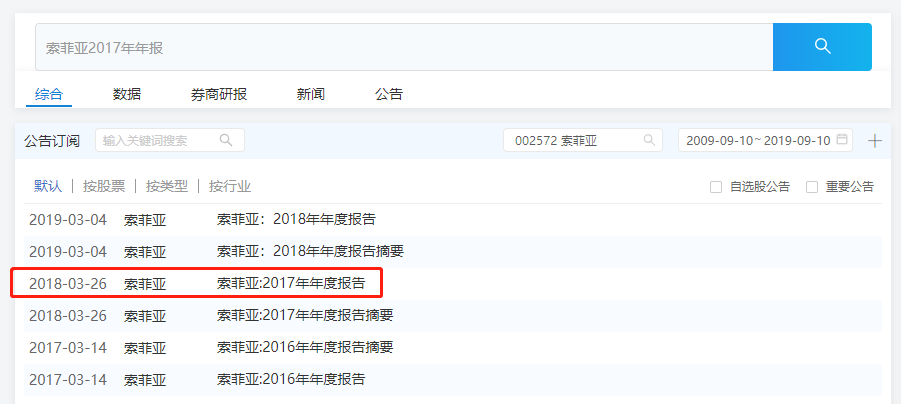 索菲亚2017年年报
综合 数据 券商研报 新闻 公告
公告订阅 输入关键词搜索 002572 索菲亚 2009-09-10~2019-09-10
默认 按股票 按类型 按行业 自选股公告 重要公告
2019-03-04 索菲亚 索菲亚：2018年年度报告
2019-03-04 索菲亚 索菲亚：2018年年度报告摘要
2018-03-26 索菲亚 索菲亚:2017年年度报告
2018-03-26 索菲亚 索菲亚:2017年年度报告摘要
2017-03-14 索菲亚 索菲亚:2016年年度报告摘要
2017-03-14 索菲亚 索菲亚:2016年年度报告